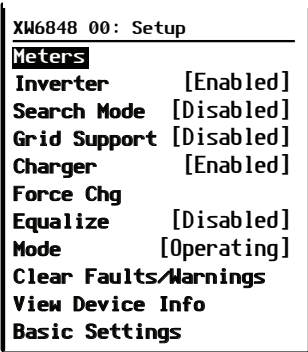 XW6848 00: Setup
Meters
Inverter [Enabled]
Search Mode [Disabled]
Grid Support [Disabled]
Charger [Enabled]
Force Chg
Equalize [Disabled]
Mode [Operating]
Clear Faults/Warnings
View Device Info
Basic Settings